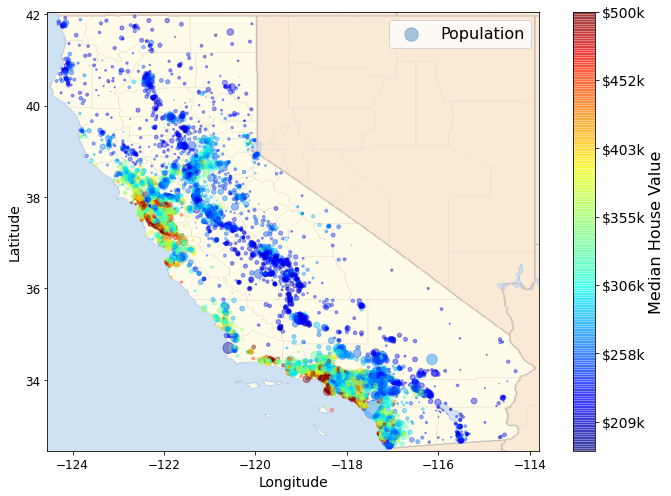 Population
42
40
38
36
34
Latitude
−124
−122
−120
−118
−116
−114
Longitude
$500k
$452k
$403k
$355k
$306k
$258k
$209k
Median House Value